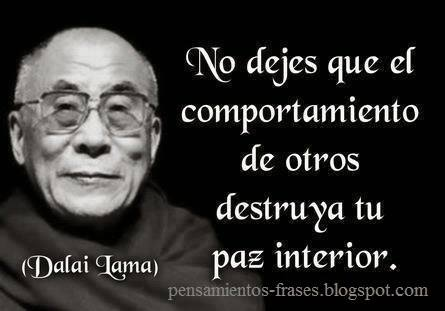 No dejes que el
comportamiento
de otros
destruya tu
paz interior.
(Dalai Lama)
pensamientos-frases.blogspot.com